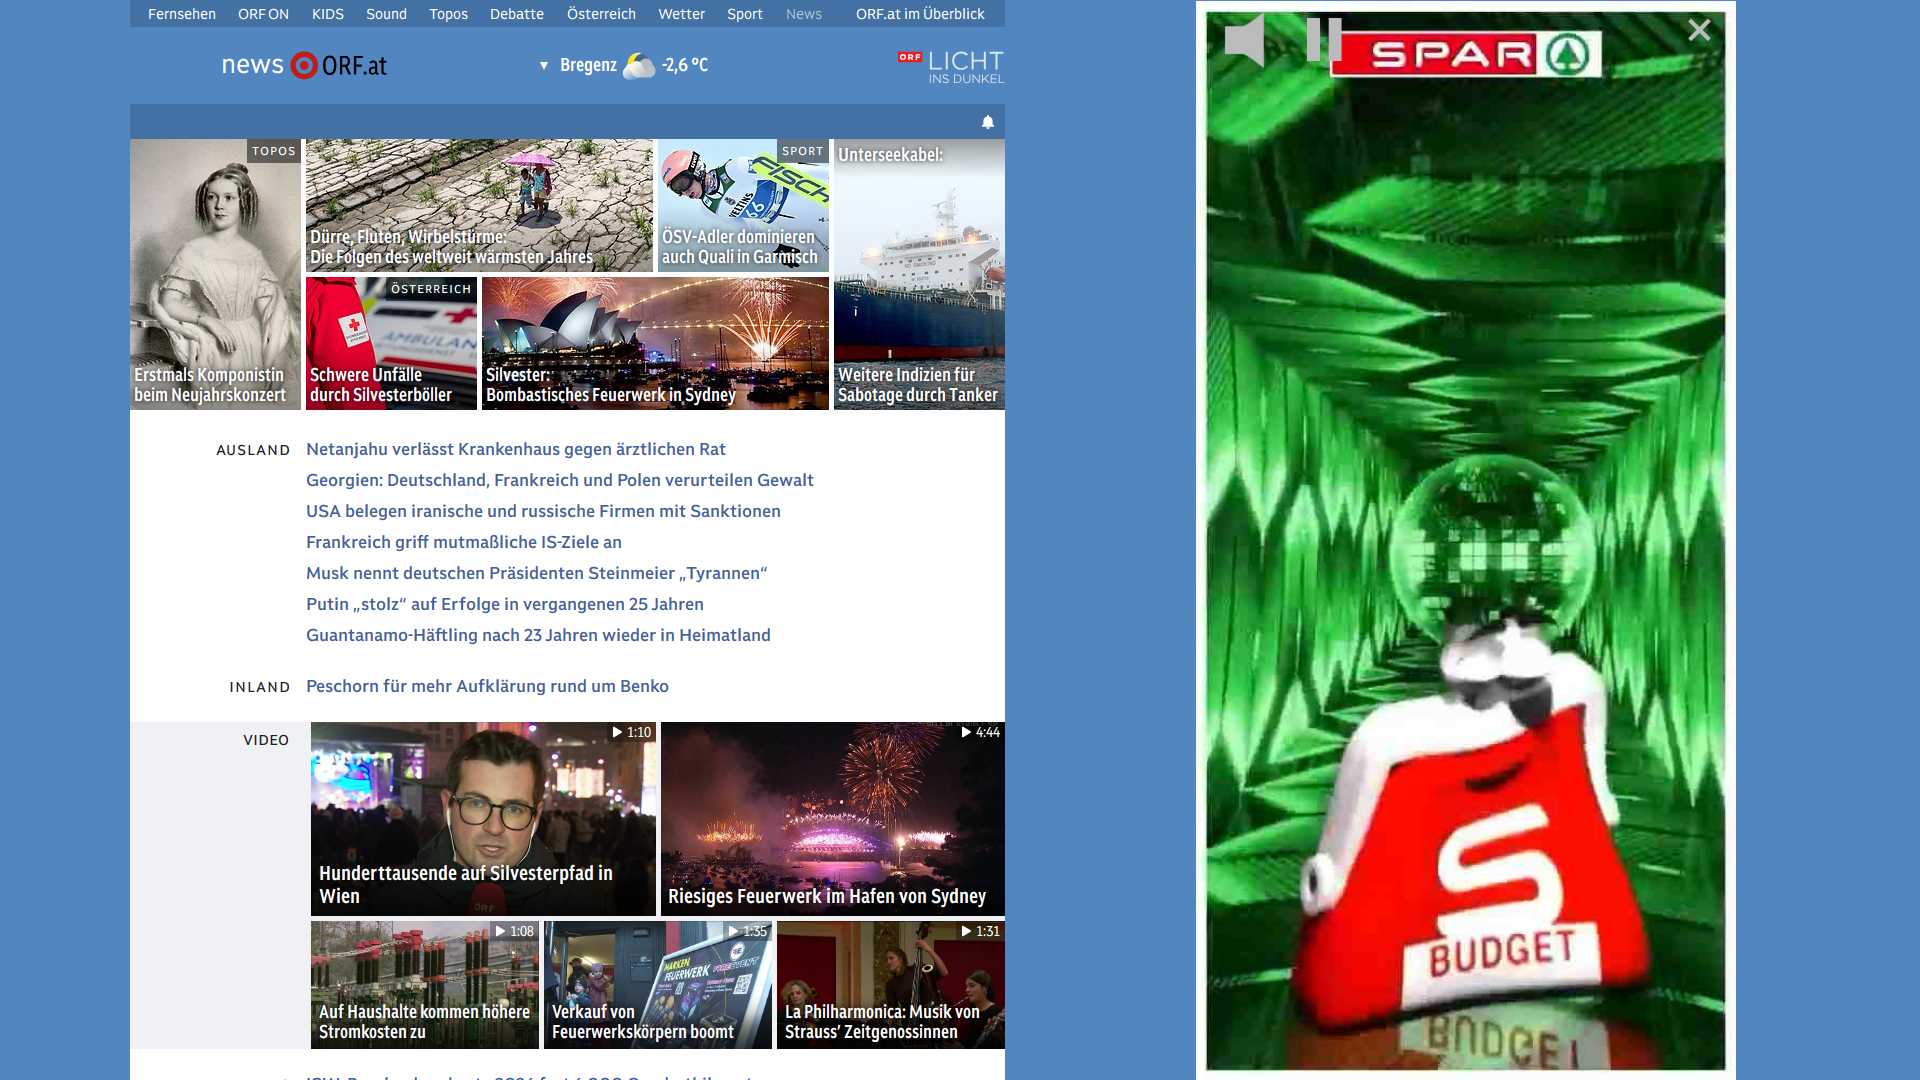 Fernsehen ORF ON KIDS Sound Topos Debatte Österreich Wetter Sport News ORF.at im Überblick
news ORF.at
Bregenz -2,6 °C
ORF LICHT
INS DUNKEL
TOPOS
Erstmals Komponistin
beim Neujahrskonzert
Dürre, Fluten, Wirbelstürme:
Die Folgen des weltweit wärmsten Jahres
SPORT
FISCH
VELTINS
66
ÖSV-Adler dominieren
auch Quali in Garmisch
Unterseekabel:
Weitere Indizien für
Sabotage durch Tanker
ÖSTERREICH
AMBULAN
Schwere Unfälle
durch Silvesterböller
Silvester:
Bombastisches Feuerwerk in Sydney
AUSLAND
Netanjahu verlässt Krankenhaus gegen ärztlichen Rat
Georgien: Deutschland, Frankreich und Polen verurteilen Gewalt
USA belegen iranische und russische Firmen mit Sanktionen
Frankreich griff mutmaßliche IS-Ziele an
Musk nennt deutschen Präsidenten Steinmeier „Tyrannen“
Putin „stolz“ auf Erfolge in vergangenen 25 Jahren
Guantanamo-Häftling nach 23 Jahren wieder in Heimatland
INLAND
Peschorn für mehr Aufklärung rund um Benko
VIDEO
1:10
ORF
Hunderttausende auf Silvesterpfad in
Wien
4:44
Riesiges Feuerwerk im Hafen von Sydney
1:08
Auf Haushalte kommen höhere
Stromkosten zu
1:35
MARKEN
FEUERWERK
Verkauf von
Feuerwerkskörpern boomt
1:31
La Philharmonica: Musik von
Strauss’ Zeitgenossinnen
SPAR
S
BUDGET